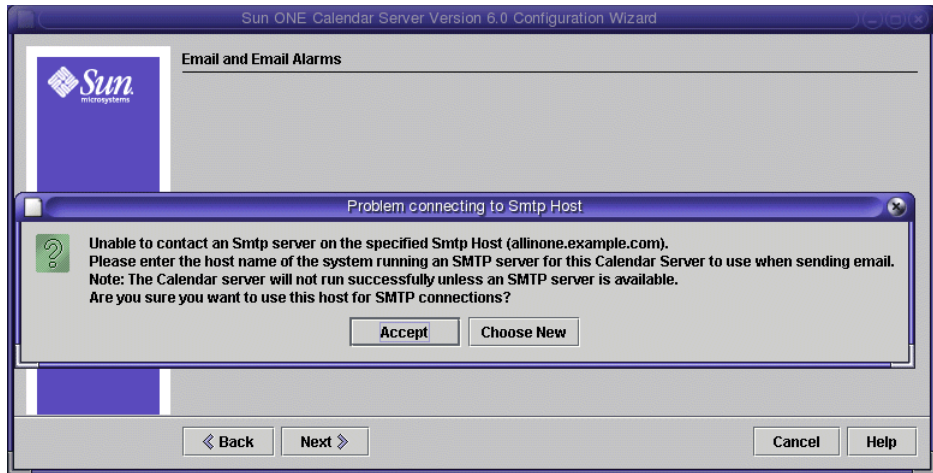 Sun ONE Calendar Server Version 6.0 Configuration Wizard
Sun
microsystems
Email and Email Alarms
Problem connecting to Smtp Host
Unable to contact an Smtp server on the specified Smtp Host (allinone.example.com).
Please enter the host name of the system running an SMTP server for this Calendar Server to use when sending email.
Note: The Calendar server will not run successfully unless an SMTP server is available.
Are you sure you want to use this host for SMTP connections?
Accept Choose New
Back Next Cancel Help